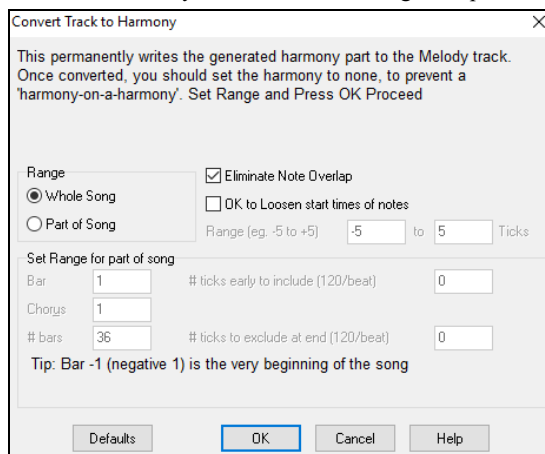 Convert Track to Harmony
This permanently writes the generated harmony part to the Melody track.
Once converted, you should set the harmony to none, to prevent a
'harmony-on-a-harmony'. Set Range and Press OK Proceed
Range
Whole Song
Part of Song
Eliminate Note Overlap
OK to Loosen start times of notes
Range (eg. -5 to +5) -5 to 5 Ticks
Set Range for part of song
Bar 1 # ticks early to include (120/beat) 0
Chorus 1
# bars 36 # ticks to exclude at end (120/beat) 0
Tip: Bar -1 (negative 1) is the very beginning of the song
Defaults OK Cancel Help